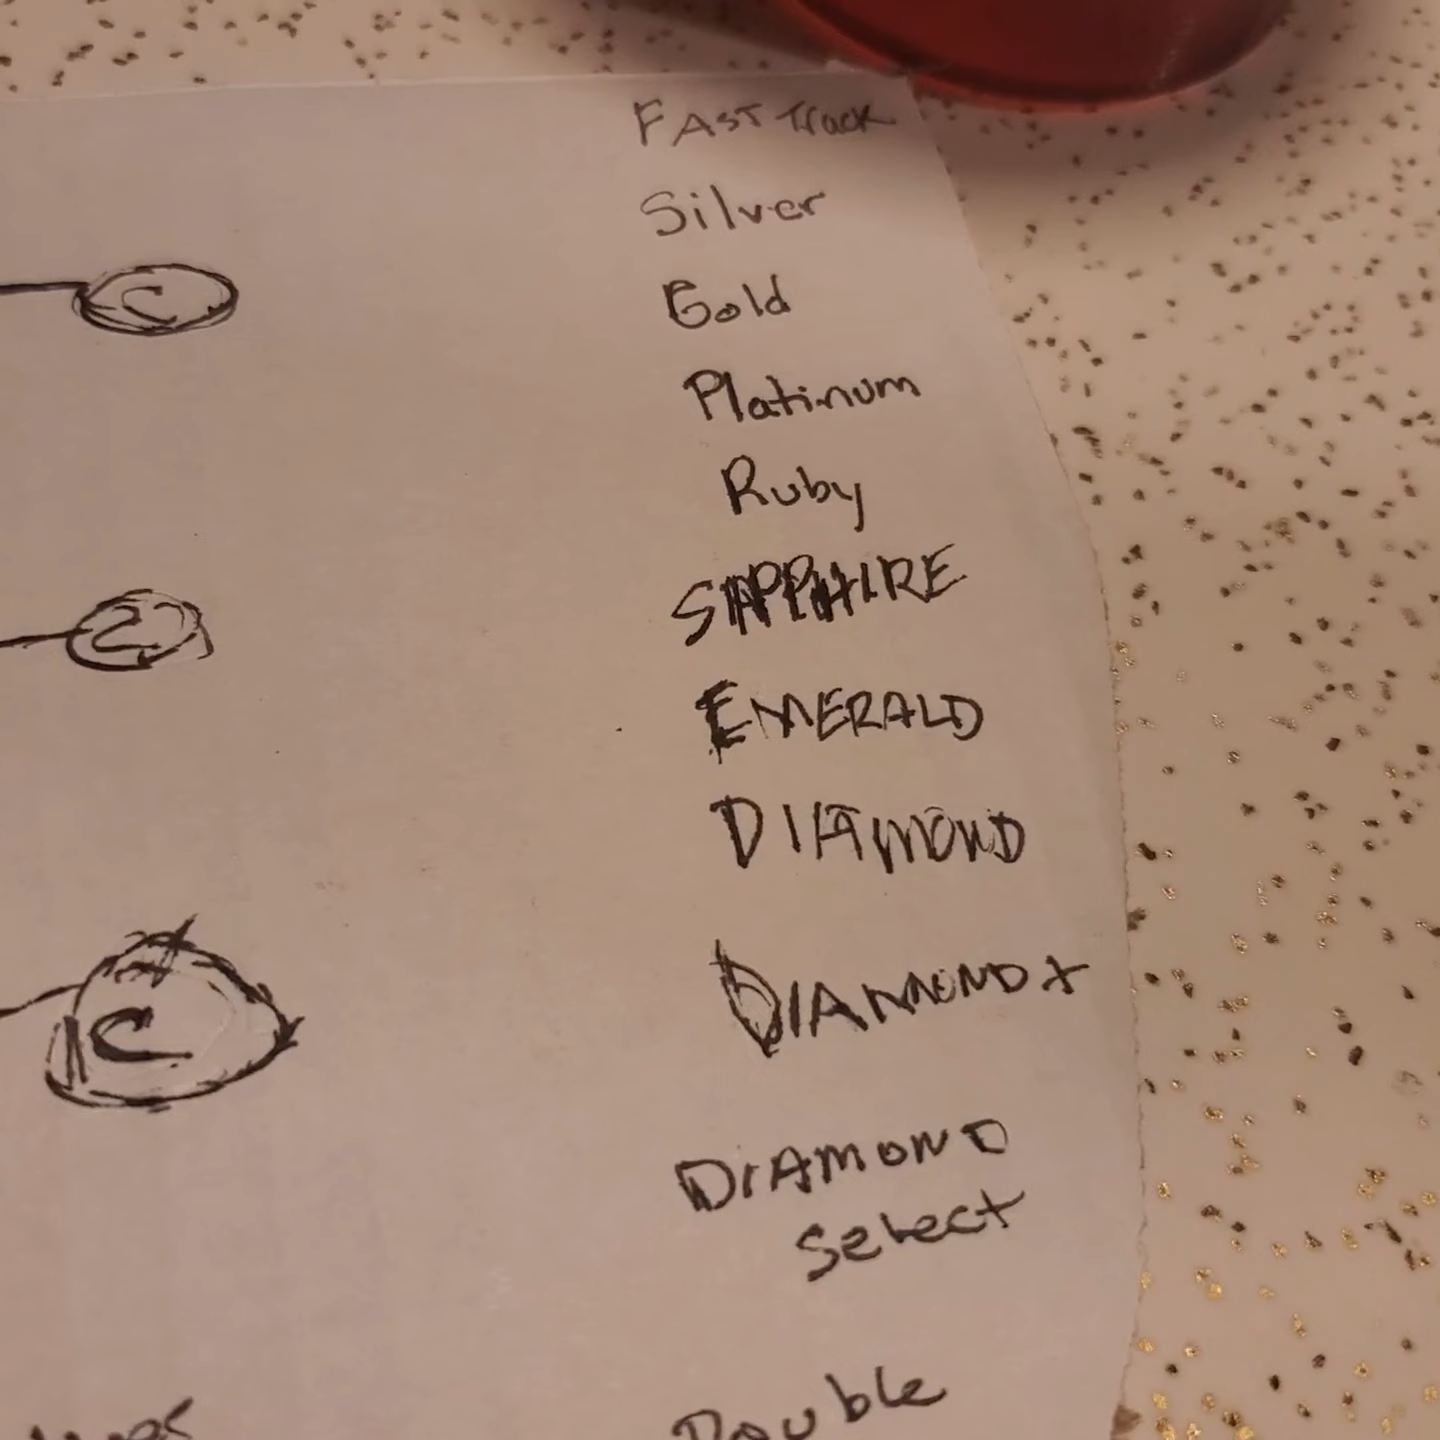 FAST Track
Silver
Gold
C
Platinum
Ruby
SAPPHIRE
C
EMERALD
DIAMOND
DIAMOND +
C
DIAMOND
Select
Double